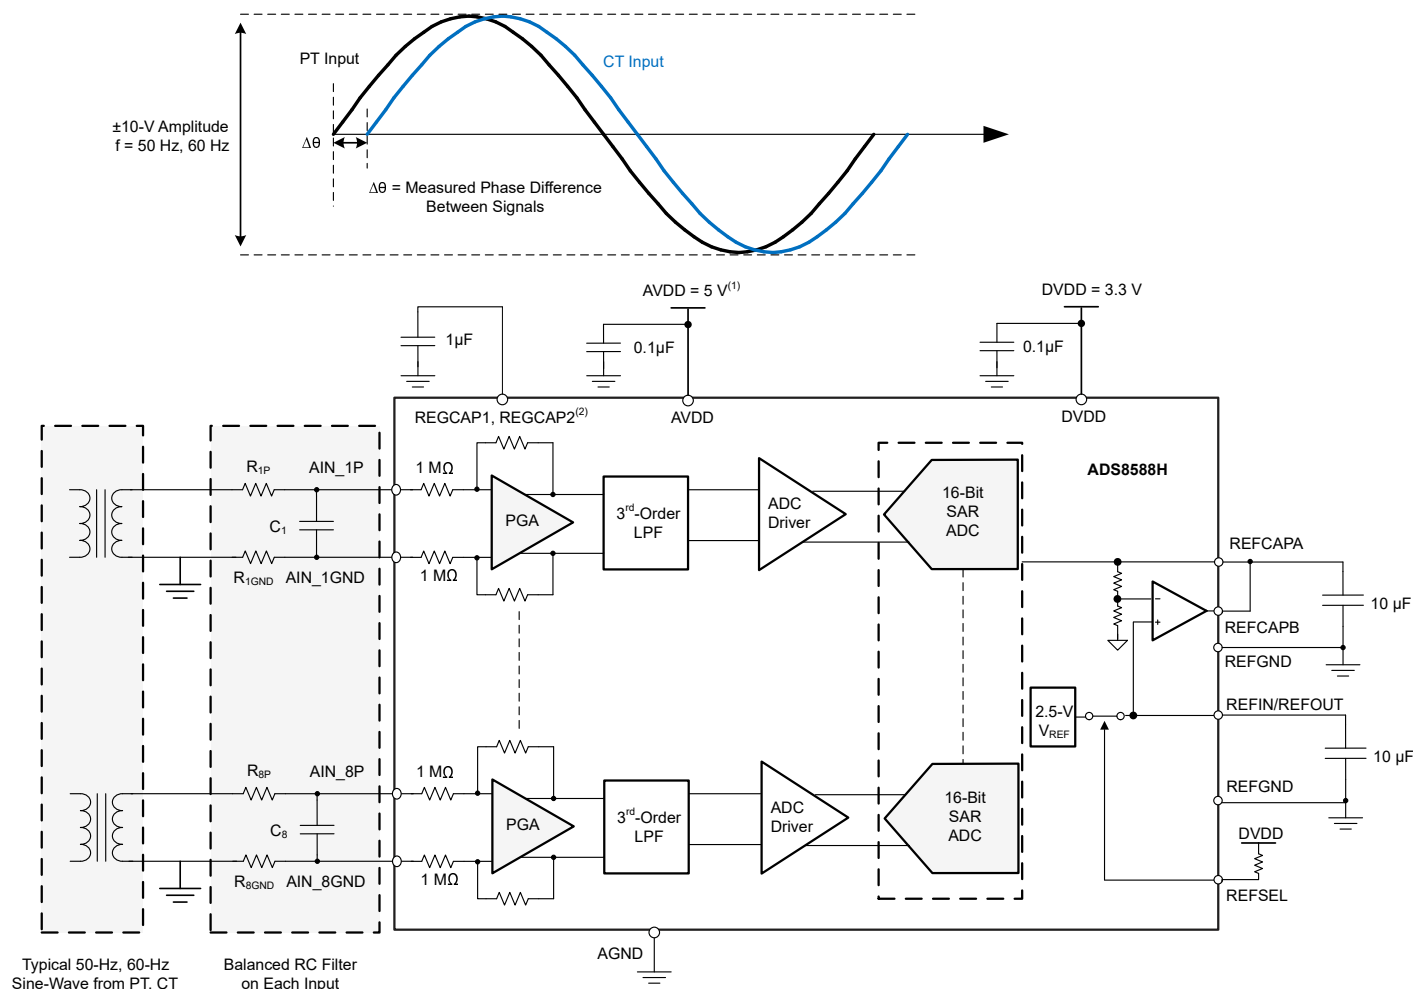 PT Input
CT Input
±10-V Amplitude
f = 50 Hz, 60 Hz
Δθ
Δθ = Measured Phase Difference
Between Signals
AVDD = 5 V(1)
DVDD = 3.3 V
1µF
0.1µF
0.1µF
REGCAP1, REGCAP2(2)
AVDD
DVDD
R1P
AIN_1P
1 MΩ
ADS8588H
C1
PGA
3rd-Order
LPF
ADC
Driver
16-Bit
SAR
ADC
R1GND
AIN_1GND
1 MΩ
REFCAPA
10 µF
REFCAPB
REFGND
2.5-V
VREF
REFIN/REFOUT
10 µF
R8P
AIN_8P
1 MΩ
C8
PGA
3rd-Order
LPF
ADC
Driver
16-Bit
SAR
ADC
REFGND
DVDD
R8GND
AIN_8GND
1 MΩ
REFSEL
AGND
Typical 50-Hz, 60-Hz
Sine-Wave from PT, CT
Balanced RC Filter
on Each Input